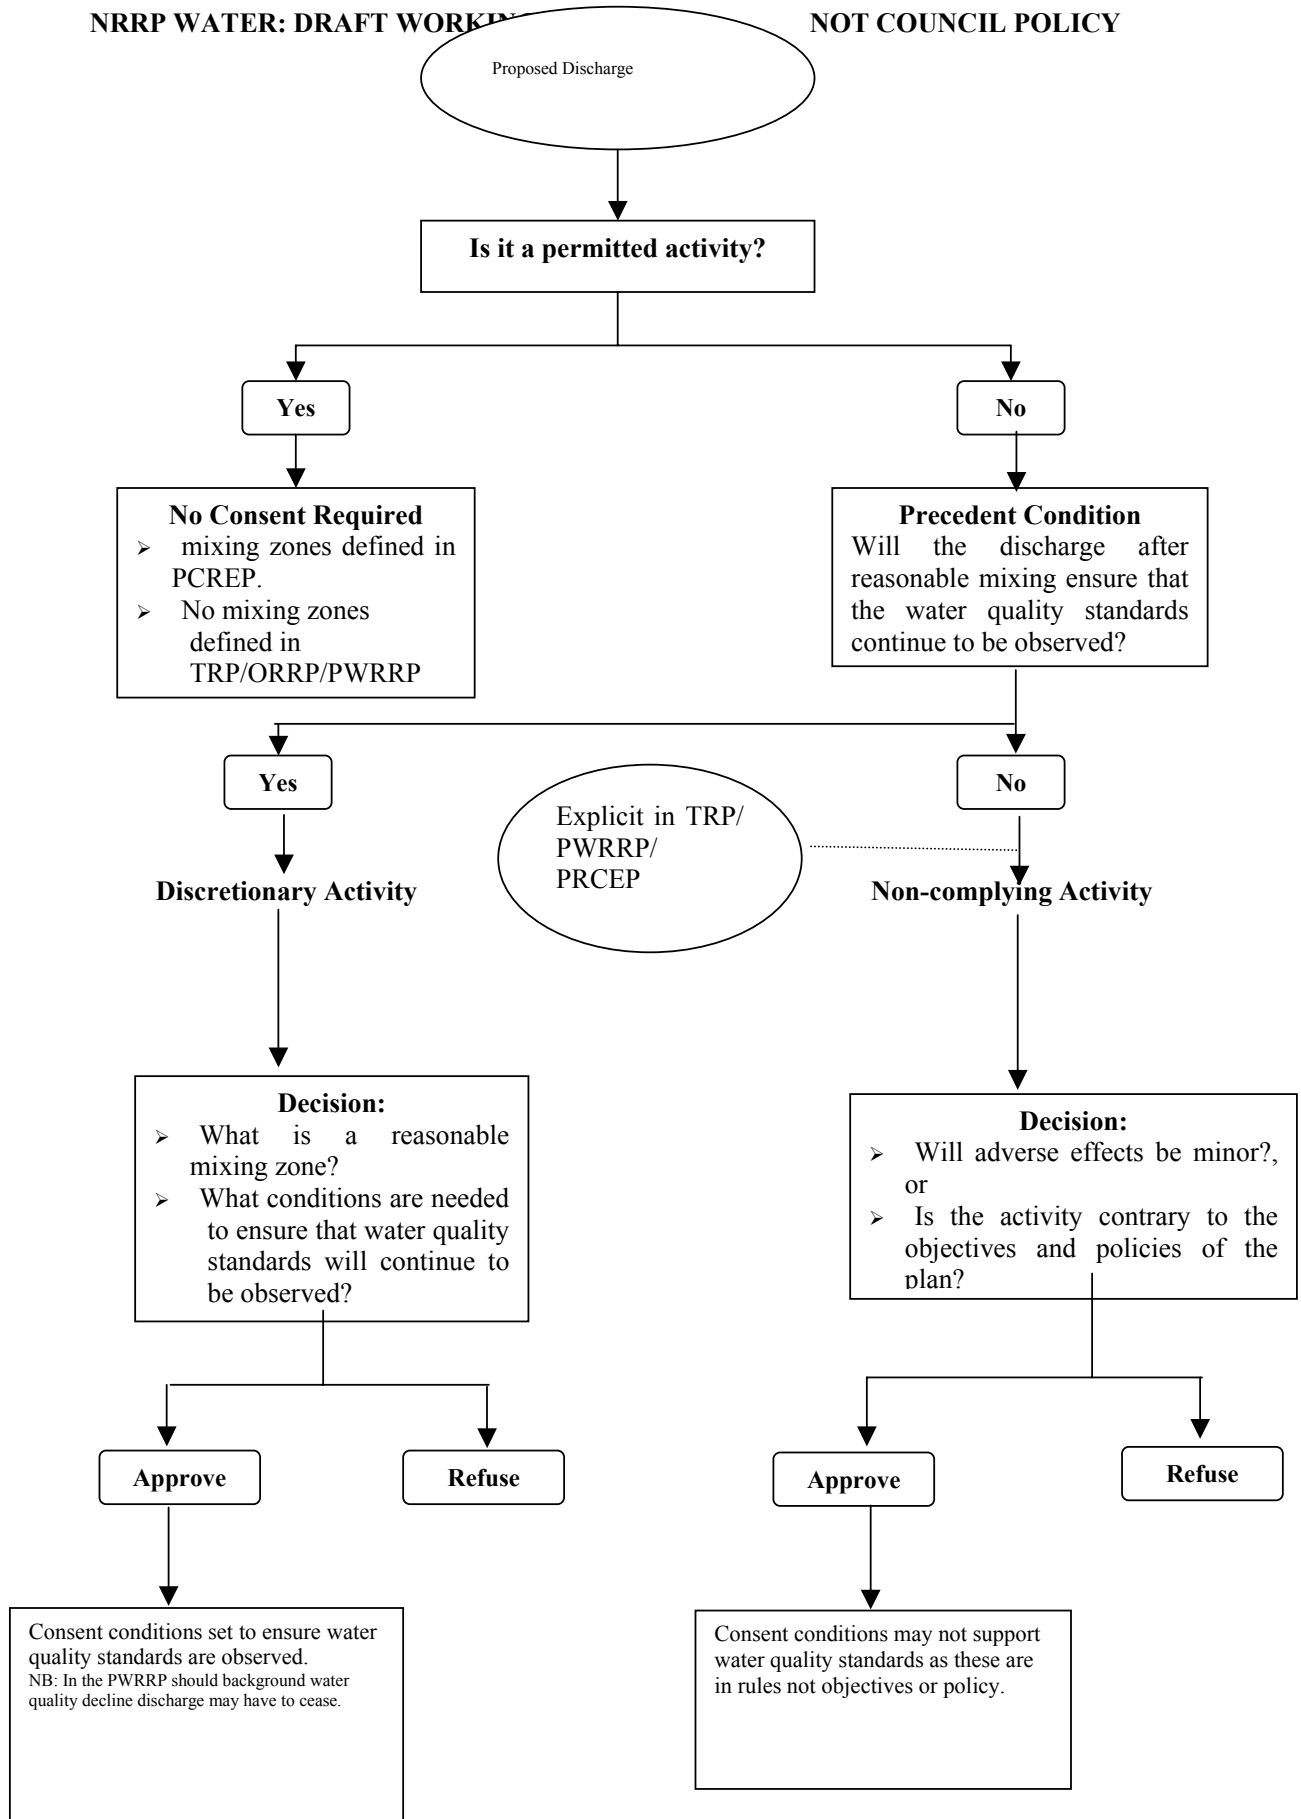 NRRP WATER: DRAFT NOT COUNCIL POLICY
Proposed Discharge
Is it a permitted activity?
Yes
No
No Consent Required
➢ mixing zones defined in
PCREP.
➢ No mixing zones
defined in
TRP/ORRP/PWRRP
Precedent Condition
Will the discharge after
reasonable mixing ensure that
the water quality standards
continue to be observed?
Yes
No
Explicit in TRP/
PWRRP/
PRCEP
Discretionary Activity
Non-complying Activity
Decision:
➢ What is a reasonable
mixing zone?
➢ What conditions are needed
to ensure that water quality
standards will continue to
be observed?
Decision:
➢ Will adverse effects be minor?,
or
➢ Is the activity contrary to the
objectives and policies of the
plan?
Approve
Refuse
Approve
Refuse
Consent conditions set to ensure water
quality standards are observed.
NB: In the PWRRP should background water
quality decline discharge may have to cease.
Consent conditions may not support
water quality standards as these are
in rules not objectives or policy.